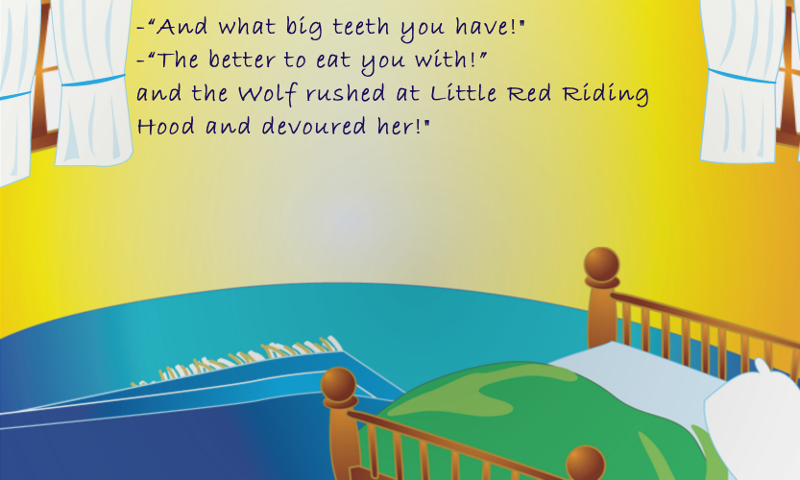 -“And what big teeth you have!"
-“The better to eat you with!”
and the Wolf rushed at Little Red Riding
Hood and devoured her!"